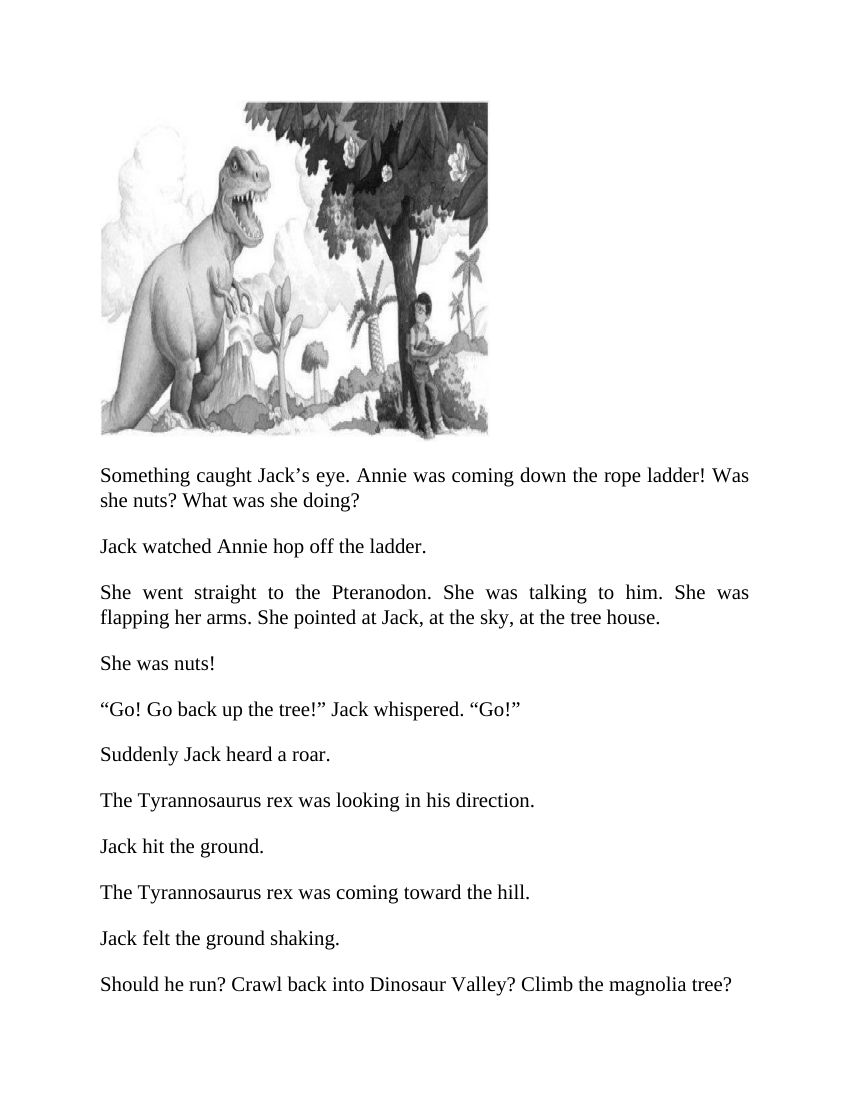 Something caught Jack’s eye. Annie was coming down the rope ladder! Was
she nuts? What was she doing?
Jack watched Annie hop off the ladder.
She went straight to the Pteranodon. She was talking to him. She was
flapping her arms. She pointed at Jack, at the sky, at the tree house.
She was nuts!
“Go! Go back up the tree!” Jack whispered. “Go!”
Suddenly Jack heard a roar.
The Tyrannosaurus rex was looking in his direction.
Jack hit the ground.
The Tyrannosaurus rex was coming toward the hill.
Jack felt the ground shaking.
Should he run? Crawl back into Dinosaur Valley? Climb the magnolia tree?